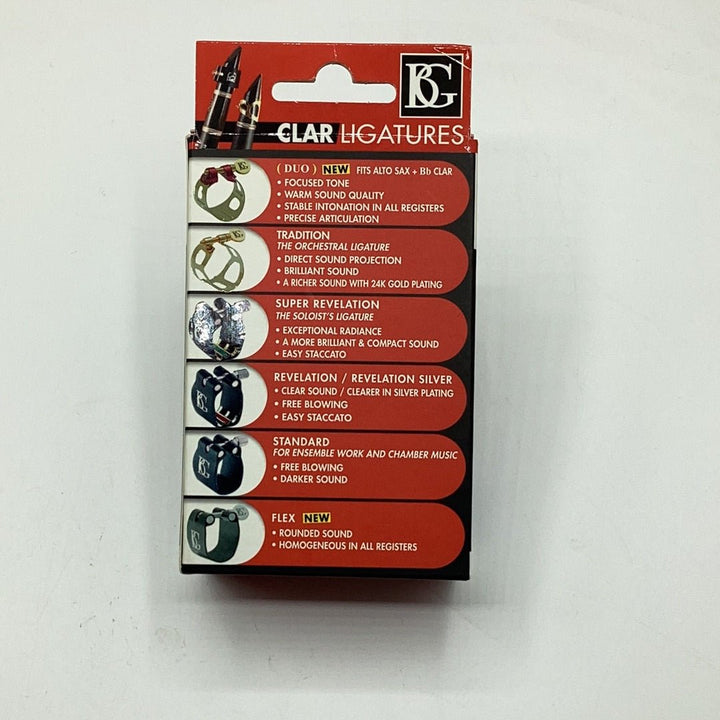 BG
CLAR LIGATURES
( DUO ) NEW FITS ALTO SAX + Bb CLAR
• FOCUSED TONE
• WARM SOUND QUALITY
• STABLE INTONATION IN ALL REGISTERS
• PRECISE ARTICULATION
TRADITION
THE ORCHESTRAL LIGATURE
• DIRECT SOUND PROJECTION
• BRILLIANT SOUND
• A RICHER SOUND WITH 24K GOLD PLATING
SUPER REVELATION
THE SOLOIST'S LIGATURE
• EXCEPTIONAL RADIANCE
• A MORE BRILLIANT & COMPACT SOUND
• EASY STACCATO
REVELATION / REVELATION SILVER
• CLEAR SOUND / CLEARER IN SILVER PLATING
• FREE BLOWING
• EASY STACCATO
BG
STANDARD
FOR ENSEMBLE WORK AND CHAMBER MUSIC
• FREE BLOWING
• DARKER SOUND
BG
FLEX NEW
• ROUNDED SOUND
• HOMOGENEOUS IN ALL REGISTERS
BG